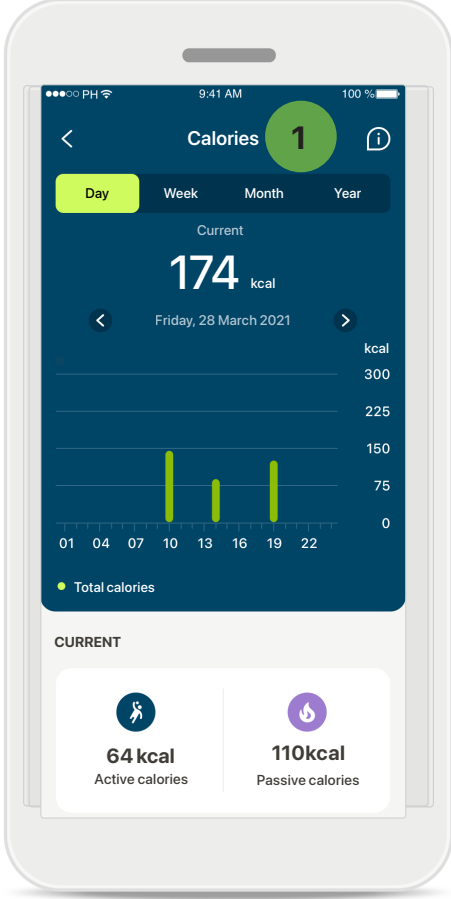 PH 9:41 AM 100 %
Calories 1
Day Week Month Year
Current
174 kcal
Friday, 28 March 2021
kcal
300
225
150
75
0
01 04 07 10 13 16 19 22
Total calories
CURRENT
64 kcal 110kcal
Active calories Passive calories